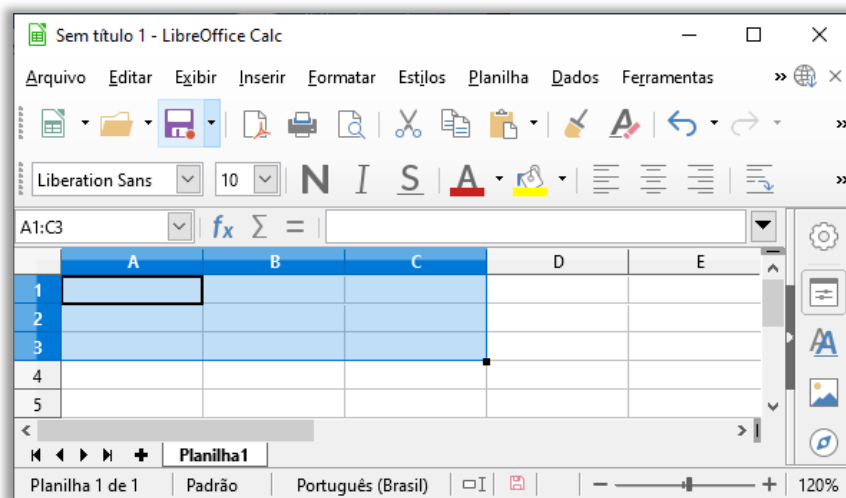 Sem título 1 - LibreOffice Calc
Arquivo Editar Exibir Inserir Formatar Estilos Planilha Dados Ferramentas »
»
Liberation Sans 10 N I S A »
A1:C3 fx Σ =
A B C D E
1
2
3
4
5
Planilha1
Planilha 1 de 1 Padrão Português (Brasil) 120%